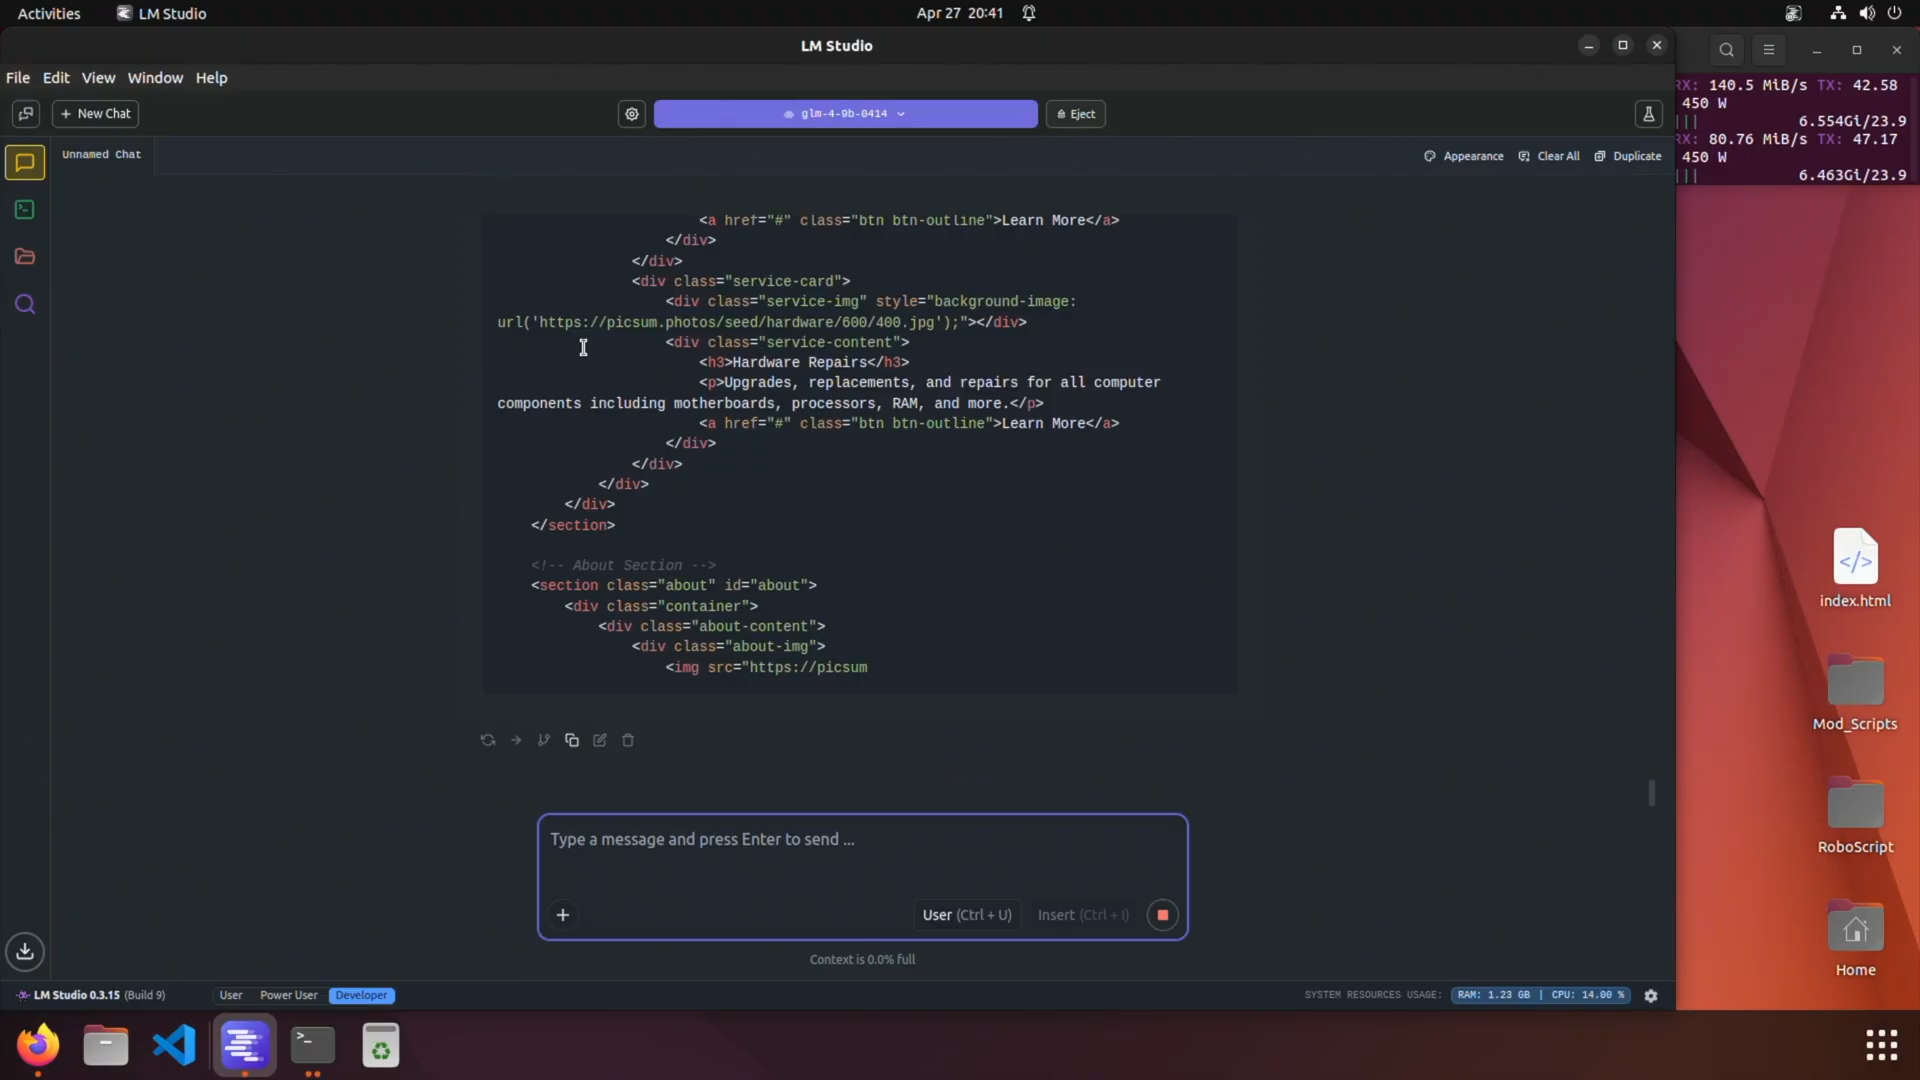 Activities
LM Studio
Apr 27 20:41
LM Studio
File Edit View Window Help
+ New Chat
glm-4-9b-0414
Eject
RX: 140.5 MiB/s TX: 42.58
450 W
||| 6.554Gi/23.9
RX: 80.76 MiB/s TX: 47.17
450 W
||| 6.463Gi/23.9
Unnamed Chat
Appearance
Clear All
Duplicate
<a href="#" class="btn btn-outline">Learn More</a>
</div>
</div>
<div class="service-card">
<div class="service-img" style="background-image:
url('https://picsum.photos/seed/hardware/600/400.jpg');"></div>
<div class="service-content">
<h3>Hardware Repairs</h3>
<p>Upgrades, replacements, and repairs for all computer
components including motherboards, processors, RAM, and more.</p>
<a href="#" class="btn btn-outline">Learn More</a>
</div>
</div>
</div>
</div>
</section>
<!-- About Section -->
<section class="about" id="about">
<div class="container">
<div class="about-content">
<div class="about-img">
<img src="https://picsum
Type a message and press Enter to send ...
User (Ctrl + U)
Insert (Ctrl + I)
Context is 0.0% full
LM Studio 0.3.15 (Build 9)
User
Power User
Developer
SYSTEM RESOURCES USAGE:
RAM: 1.23 GB | CPU: 14.00 %
index.html
Mod_Scripts
RoboScript
Home